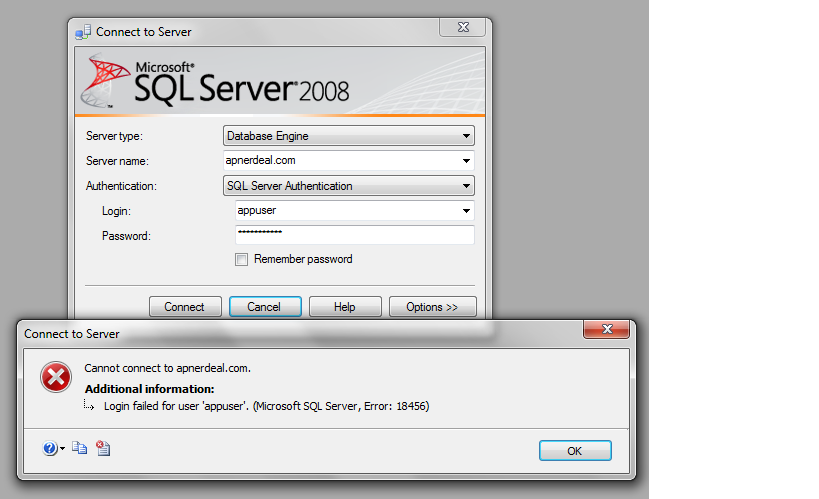 Connect to Server
Microsoft®
SQL Server® 2008
Server type: Database Engine
Server name: apnerdeal.com
Authentication: SQL Server Authentication
Login: appuser
Password: ***********
Remember password
Connect Cancel Help Options >>
Connect to Server
Cannot connect to apnerdeal.com.
Additional information:
Login failed for user 'appuser'. (Microsoft SQL Server, Error: 18456)
OK